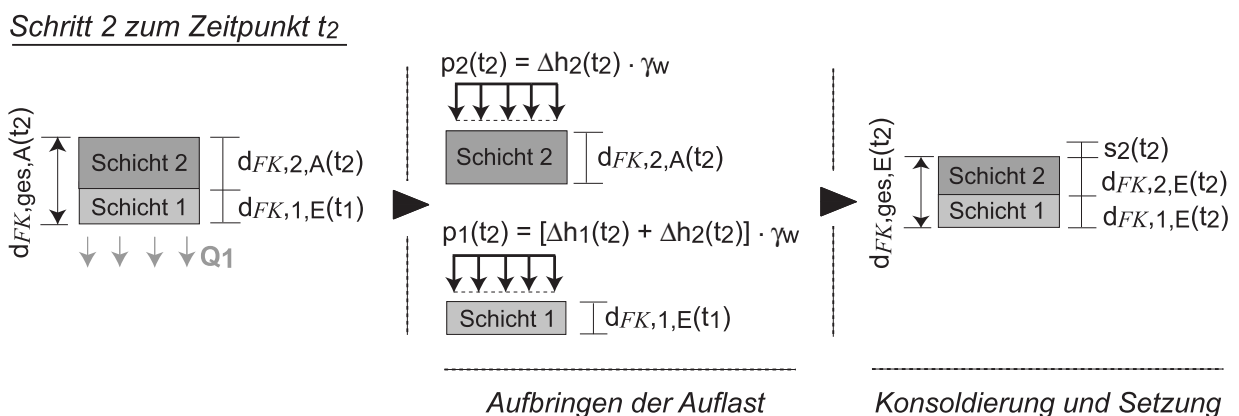 Schritt 2 zum Zeitpunkt t2
dFK,ges,A(t2)
Schicht 2
dFK,2,A(t2)
Schicht 1
dFK,1,E(t1)
Q1
p2(t2) = Δh2(t2) · γw
Schicht 2
dFK,2,A(t2)
p1(t2) = [Δh1(t2) + Δh2(t2)] · γw
Schicht 1
dFK,1,E(t1)
Aufbringen der Auflast
dFK,ges,E(t2)
s2(t2)
Schicht 2
dFK,2,E(t2)
Schicht 1
dFK,1,E(t2)
Konsoldierung und Setzung